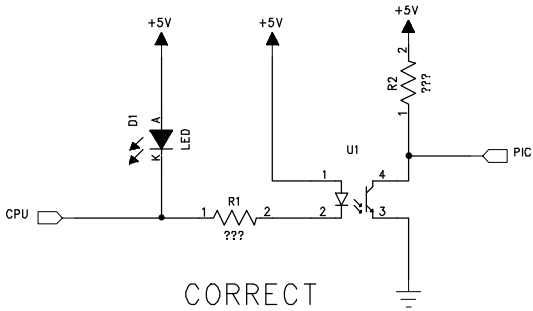 +5V
+5V
+5V
2
R2
???
1
D1
A
LED
K
U1
PIC
1
4
CPU
1
R1
2
???
2
3
CORRECT